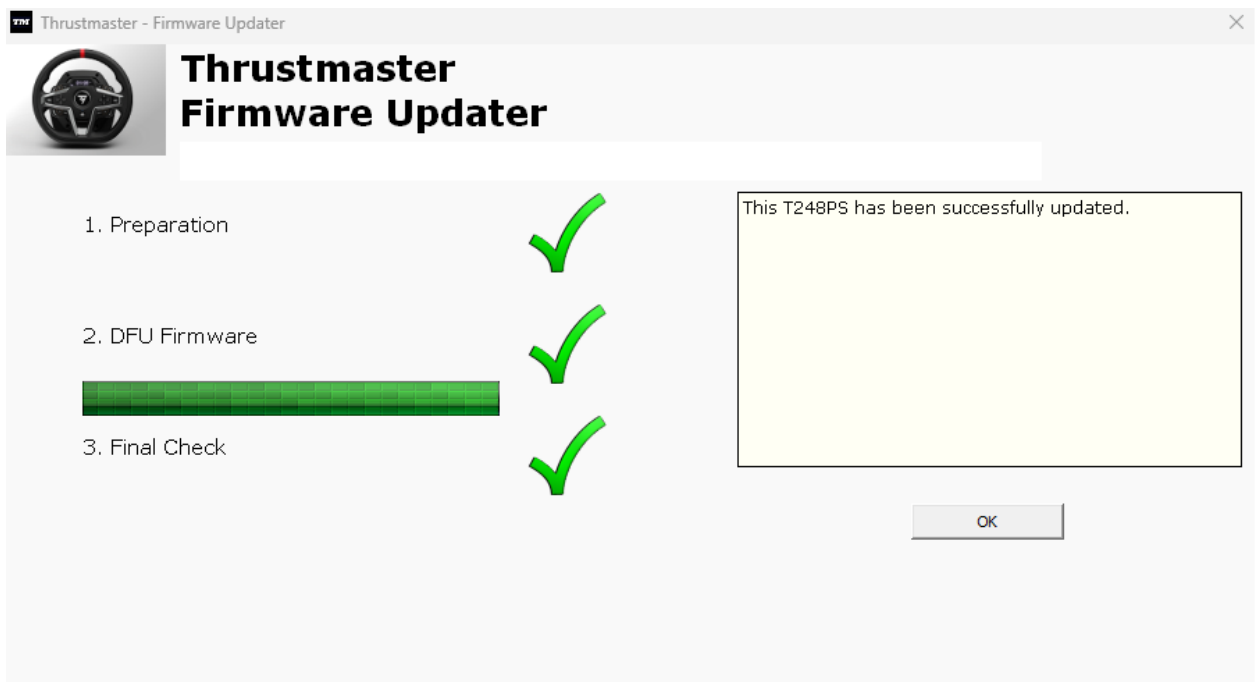 TM Thrustmaster - Firmware Updater
Thrustmaster
Firmware Updater
1. Preparation
This T248PS has been successfully updated.
2. DFU Firmware
3. Final Check
OK